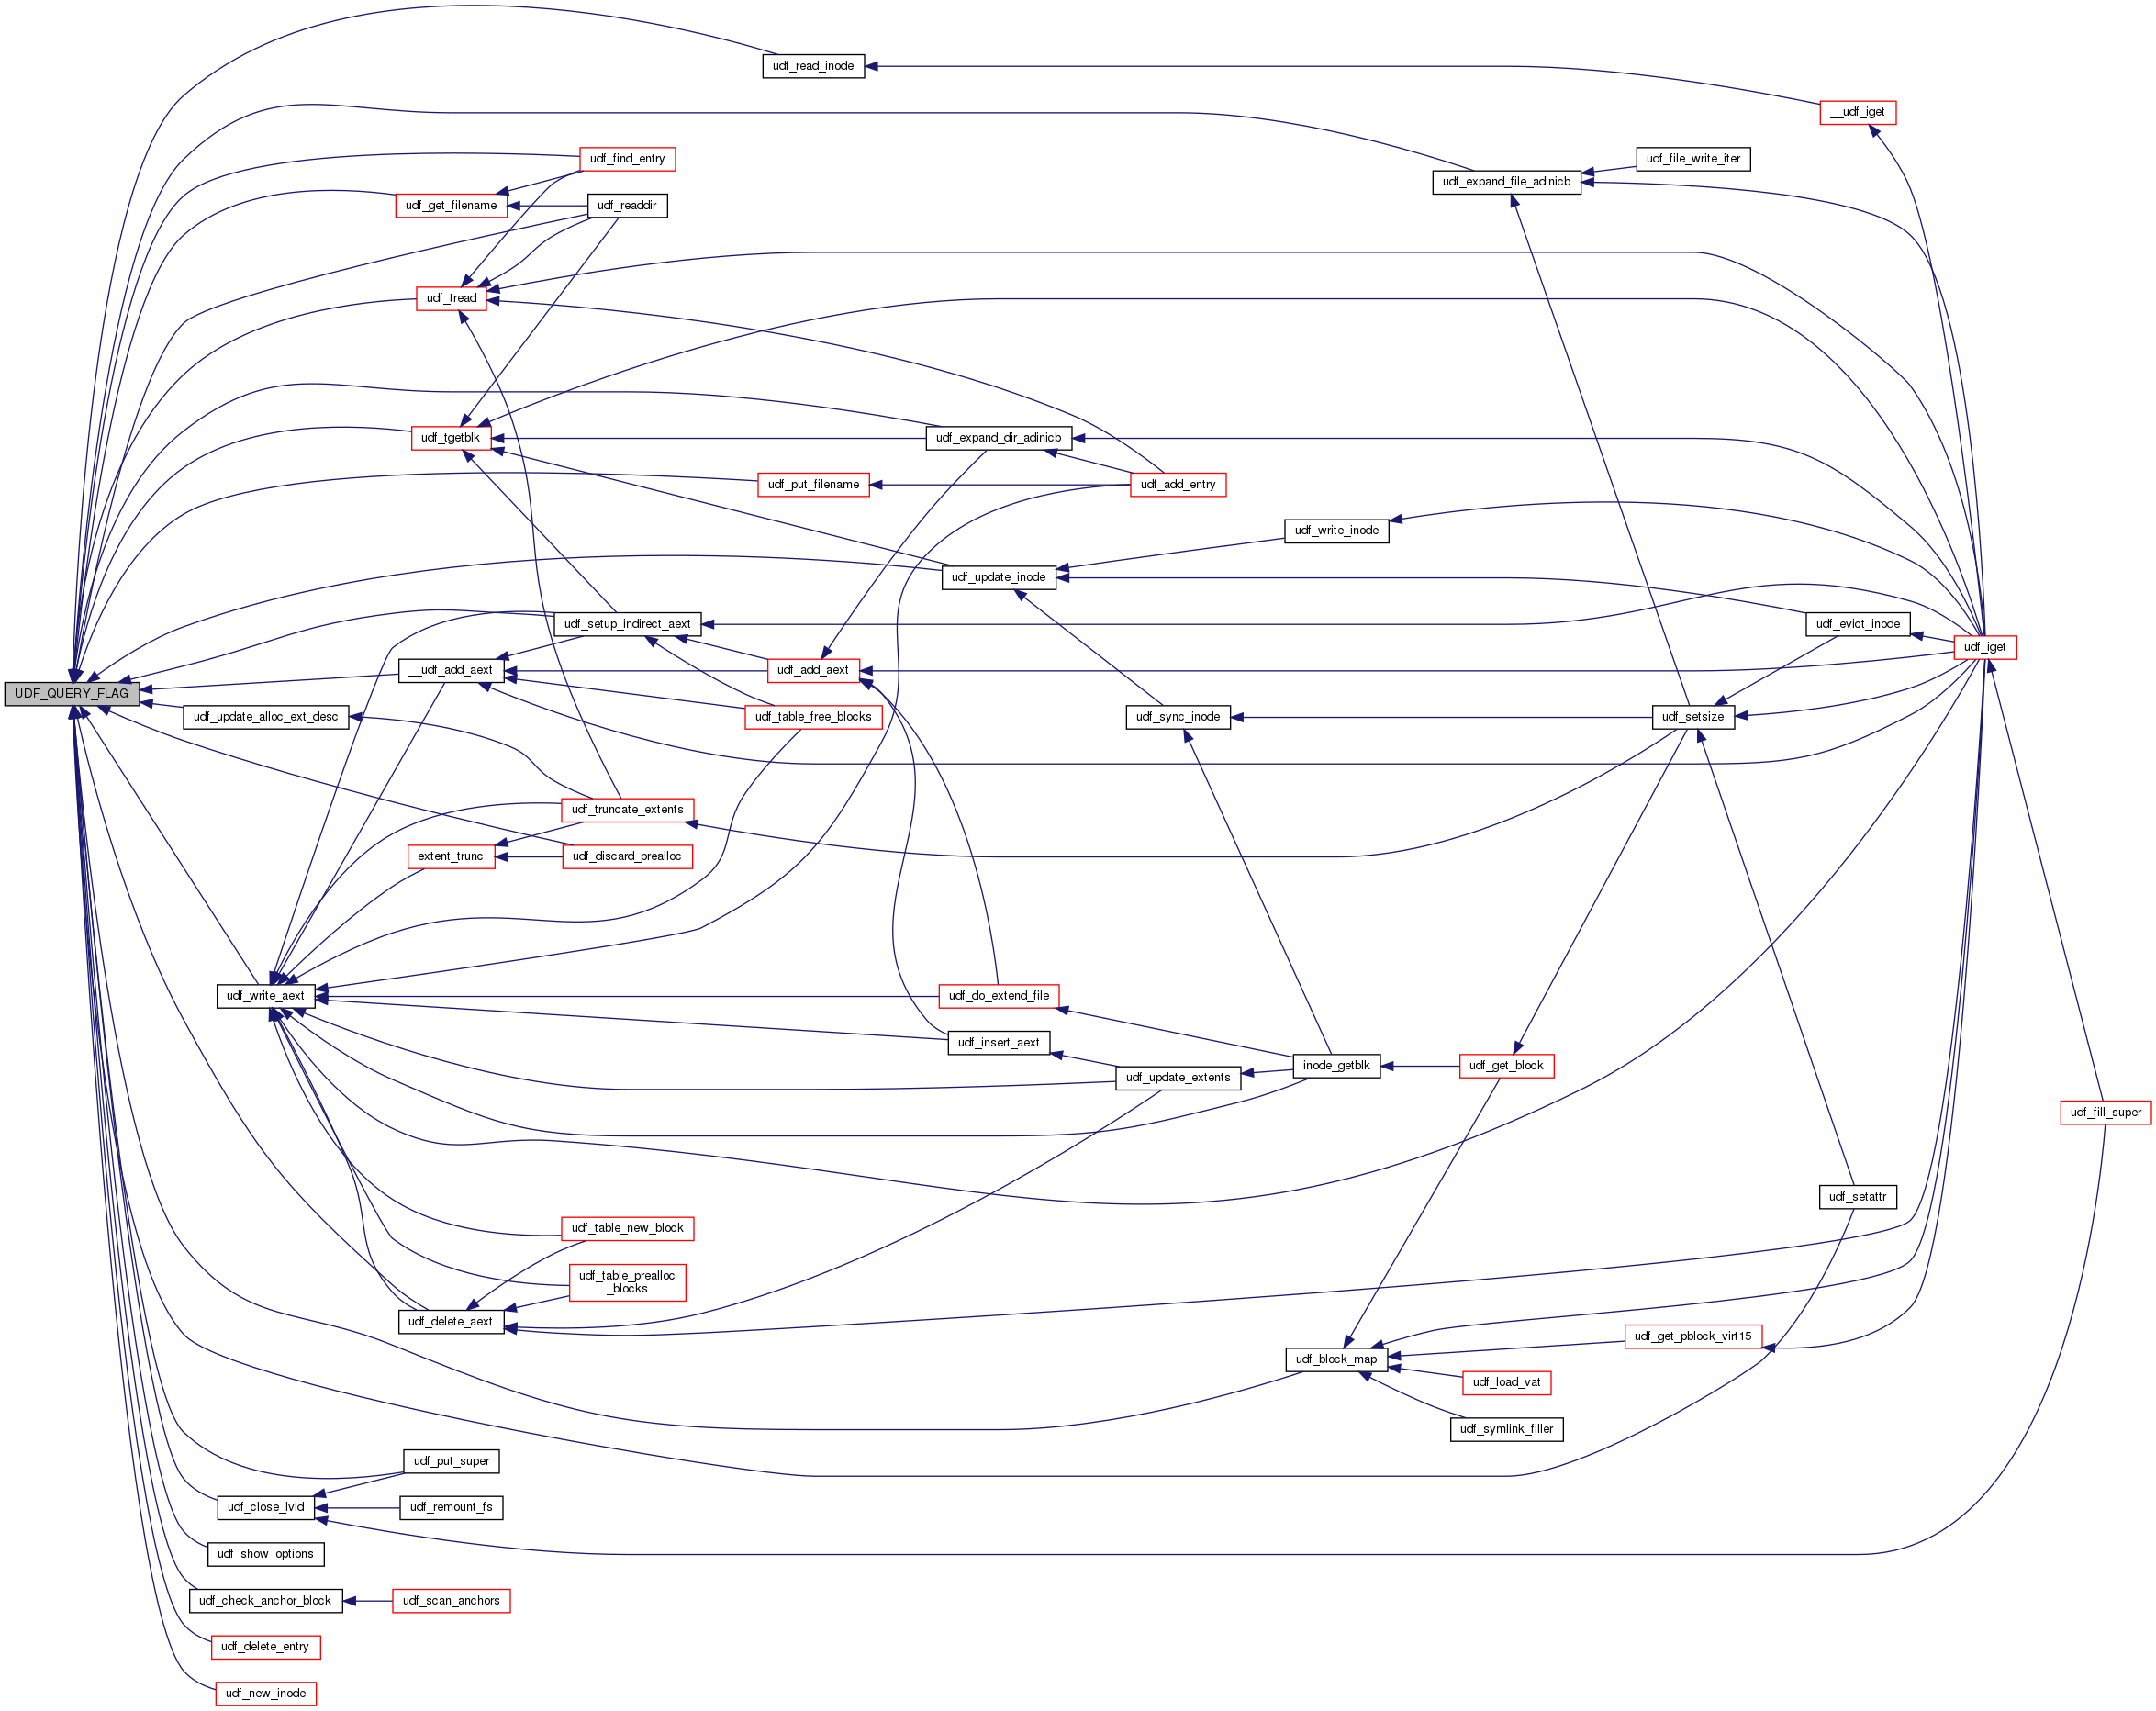 udf_read_inode
__udf_iget
udf_find_entry
udf_file_write_iter
udf_expand_file_adinicb
udf_get_filename
udf_readdir
udf_tread
udf_tgetblk
udf_expand_dir_adinicb
udf_put_filename
udf_add_entry
udf_write_inode
udf_update_inode
udf_setup_indirect_aext
udf_evict_inode
udf_iget
__udf_add_aext
udf_add_aext
UDF_QUERY_FLAG
udf_update_alloc_ext_desc
udf_table_free_blocks
udf_sync_inode
udf_setsize
udf_truncate_extents
extent_trunc
udf_discard_prealloc
udf_write_aext
udf_do_extend_file
udf_insert_aext
inode_getblk
udf_get_block
udf_update_extents
udf_fill_super
udf_setattr
udf_table_new_block
udf_table_prealloc
_blocks
udf_delete_aext
udf_get_pblock_virt15
udf_block_map
udf_load_vat
udf_symlink_filler
udf_put_super
udf_close_lvid
udf_remount_fs
udf_show_options
udf_check_anchor_block
udf_scan_anchors
udf_delete_entry
udf_new_inode